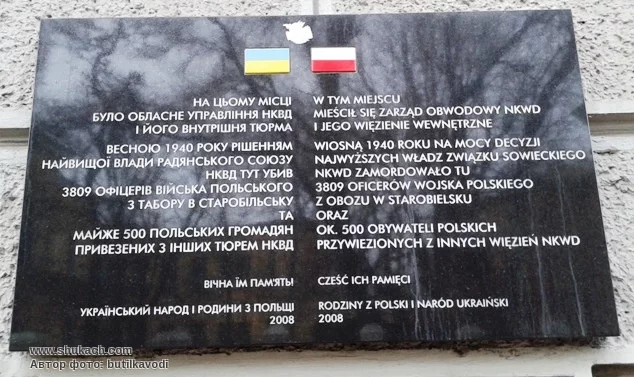 НА ЦЬОМУ МІСЦІ
БУЛО ОБЛАСНЕ УПРАВЛІННЯ НКВД
І ЙОГО ВНУТРІШНЯ ТЮРМА
ВЕСНОЮ 1940 РОКУ РІШЕННЯМ
НАЙВИЩОЇ ВЛАДИ РАДЯНСЬКОГО СОЮЗУ
НКВД ТУТ УБИВ
3809 ОФІЦЕРІВ ВІЙСЬКА ПОЛЬСЬКОГО
З ТАБОРУ В СТАРОБІЛЬСЬКУ
ТА
МАЙЖЕ 500 ПОЛЬСЬКИХ ГРОМАДЯН
ПРИВЕЗЕНИХ З ІНШИХ ТЮРЕМ НКВД
ВІЧНА ЇМ ПАМ'ЯТЬ!
УКРАЇНСЬКИЙ НАРОД І РОДИНИ З ПОЛЬЩІ
2008
W TYM MIEJSCU
MIEŚCIŁ SIĘ ZARZĄD OBWODOWY NKWD
I JEGO WIĘZIENIE WEWNĘTRZNE
WIOSNĄ 1940 ROKU NA MOCY DECYZJI
NAJWYŻSZYCH WŁADZ ZWIĄZKU SOWIECKIEGO
NKWD ZAMORDOWAŁO TU
3809 OFICERÓW WOJSKA POLSKIEGO
Z OBOZU W STAROBIELSKU
ORAZ
OK. 500 OBYWATELI POLSKICH
PRZYWIEZIONYCH Z INNYCH WIĘZIEŃ NKWD
CZEŚĆ ICH PAMIĘCI
RODZINY Z POLSKI I NARÓD UKRAIŃSKI
2008
www.shukach.com
Автор фото: butilkavodi